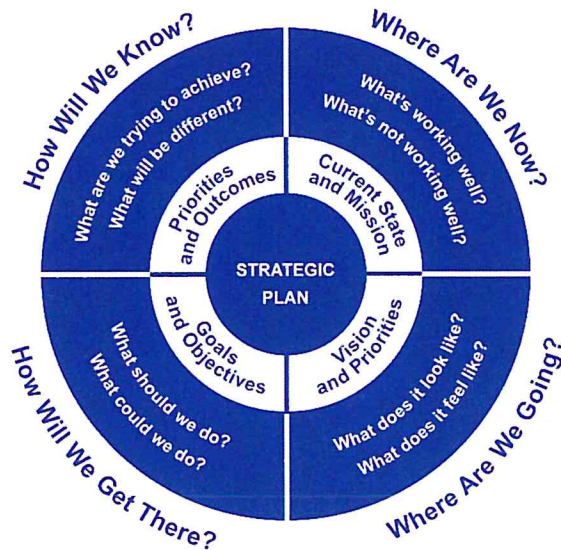 How Will We Know?
What are we trying to achieve?
What will be different?
Priorities
and Outcomes
Where Are We Now?
What's working well?
What's not working well?
Current State
and Mission
STRATEGIC
PLAN
Goals
and Objectives
What should we do?
What could we do?
How Will We Get There?
Vision
and Priorities
What does it look like?
What does it feel like?
Where Are We Going?